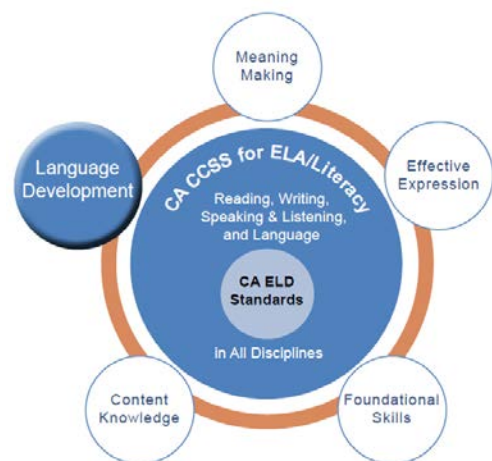 Meaning
Making
Language
Development
Effective
Expression
CA CCSS for ELA/Literacy
Reading, Writing,
Speaking & Listening,
and Language
CA ELD
Standards
in All Disciplines
Content
Knowledge
Foundational
Skills